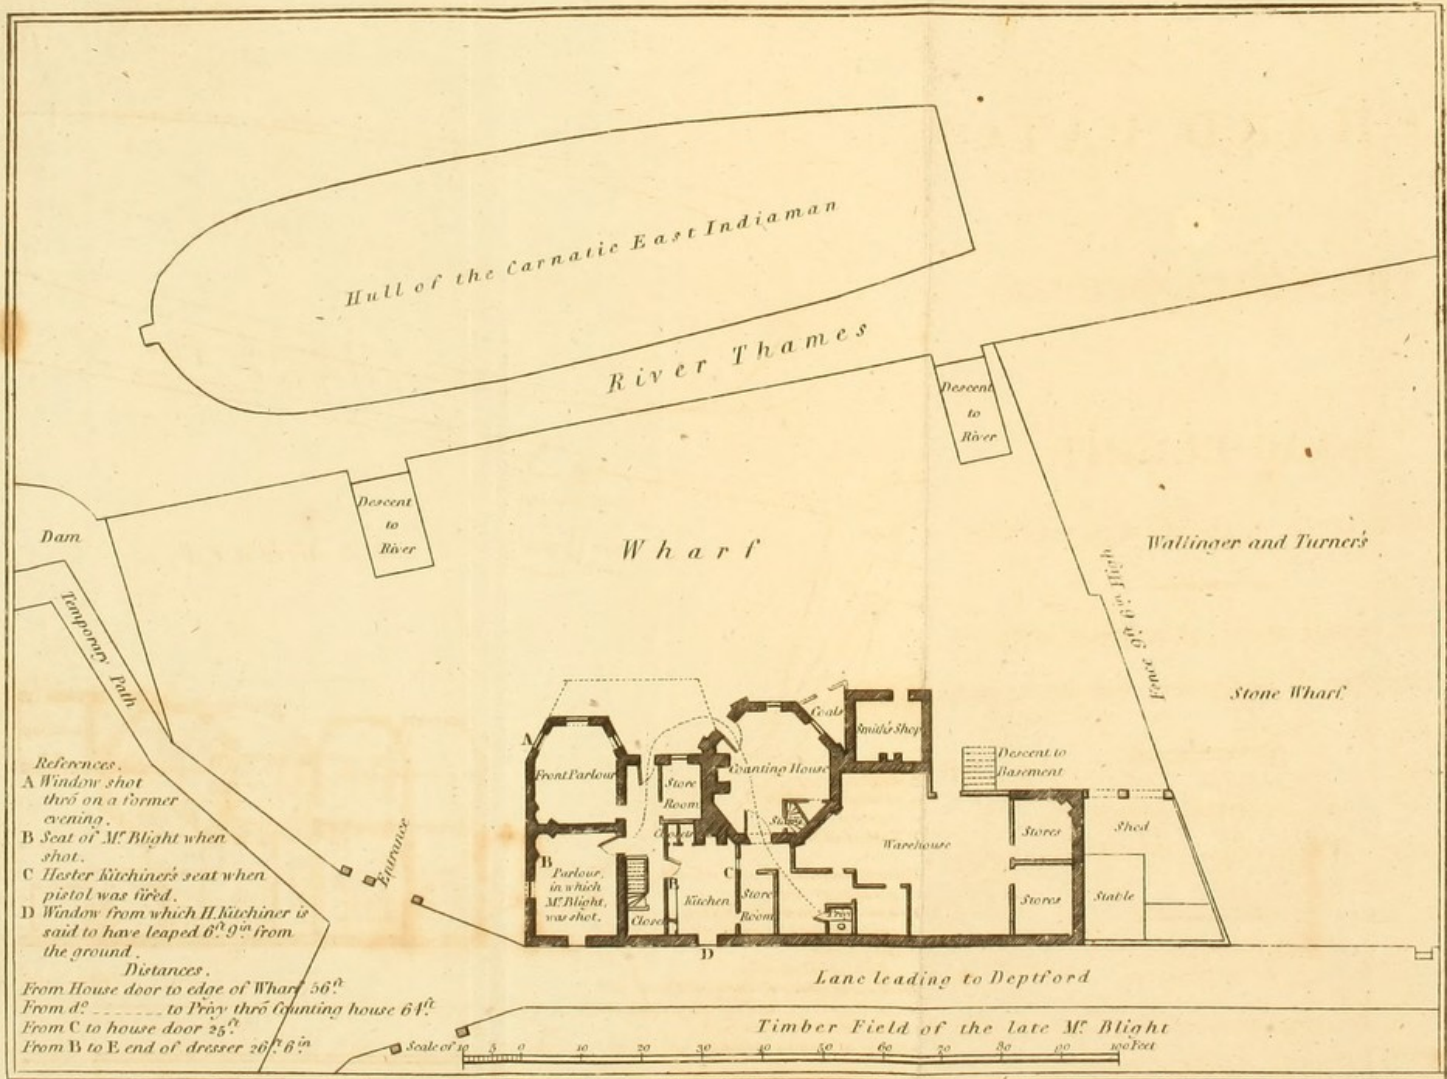 Hull of the Carnatic East Indiaman
River Thames
Descent
to
River
Descent
to
River
Dam
Wharf
Wallinger and Turner's
Stone Wharf
Fence 9ft. 6in. High
Temporary Path
Entrance
A
Front Parlour
Store
Room
Counting House
Coals
Smith's Shop
Descent to
Basement
Stairs
Closets
B
Parlour,
in which
Mr. Blight,
was shot.
Closet
B
Kitchen
C
Store
Room
Privy
Warehouse
Stores
Stores
Shed
Stable
D
Lane leading to Deptford
Timber Field of the late Mr. Blight
References.
A Window shot
thrō on a former
evening.
B Seat of Mr. Blight when
shot.
C Hester Kitchiner's seat when
pistol was fired.
D Window from which H. Kitchiner is
said to have leaped 6ft. 9in. from
the ground.
Distances.
From House door to edge of Wharf 56ft.
From do. ........ to Privy thrō Counting house 64ft.
From C to house door 25ft.
From B to E end of dresser 26ft. 6in.
Scale of 10 5 0 10 20 30 40 50 60 70 80 90 100 Feet